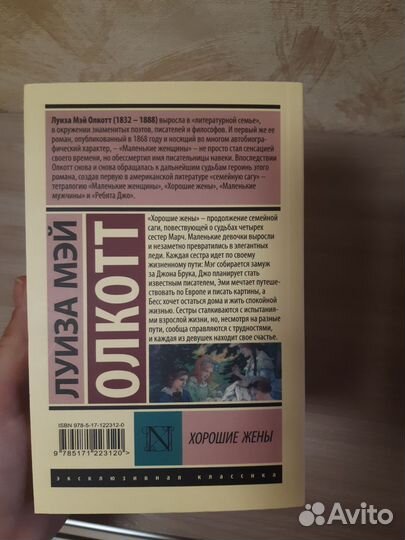 Луиза Мэй Олкотт (1832 – 1888) выросла в «литературной семье»,
в окружении знаменитых поэтов, писателей и философов. И первый же ее
роман, опубликованный в 1868 году и носящий во многом автобиогра-
фический характер, – «Маленькие женщины» – не просто стал сенсацией
своего времени, но обессмертил имя писательницы навеки. Впоследствии
Олкотт снова и снова обращалась к дальнейшим судьбам героинь этого
романа, создав первую в американской литературе «семейную сагу» –
тетралогию «Маленькие женщины», «Хорошие жены», «Маленькие
мужчины» и «Ребята Джо».
ЛУИЗА МЭЙ
ОЛКОТТ
«Хорошие жены» – продолжение семейной
саги, повествующей о судьбах четырех
сестер Марч. Маленькие девочки выросли
и незаметно превратились в элегантных
леди. Каждая сестра идет по своему
жизненному пути: Мэг собирается замуж
за Джона Брука, Джо планирует стать
известным писателем, Эми мечтает путеше-
ствовать по Европе и писать картины, а
Бесс хочет остаться дома и жить спокойной
жизнью. Сестры сталкиваются с испытания-
ми взрослой жизни, но, несмотря на разные
пути, сообща справляются с трудностями,
и каждая из девушек находит свое счастье.
ISBN 978-5-17-122312-0
9 785171 223120 >
N
ХОРОШИЕ ЖЕНЫ
эксклюзивная классика
Avito